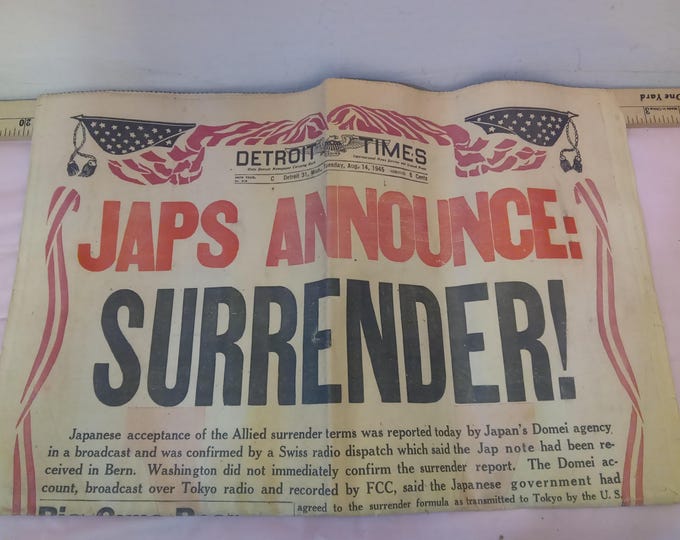 One Yard
DETROIT TIMES
C Detroit 31, Mich., Tuesday, Aug. 14, 1945 5 Cents
JAPS ANNOUNCE:
SURRENDER!
Japanese acceptance of the Allied surrender terms was reported today by Japan's Domei agency
in a broadcast and was confirmed by a Swiss radio dispatch which said the Jap note had been re-
ceived in Bern. Washington did not immediately confirm the surrender report. The Domei ac-
count, broadcast over Tokyo radio and recorded by FCC, said the Japanese government had
agreed to the surrender formula as transmitted to Tokyo by the U. S.